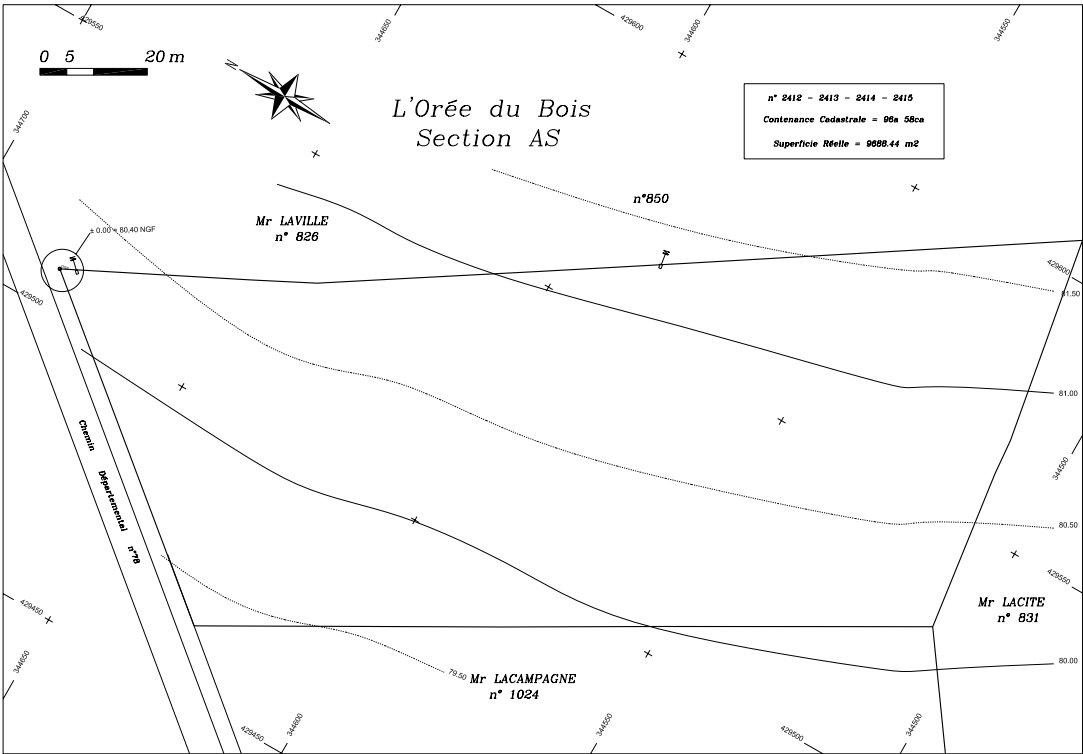 429550
344650
429600
344600
344550
0 5 20 m
N
L'Orée du Bois
Section AS
n° 2412 - 2413 - 2414 - 2415
Contenance Cadastrale = 96a 58ca
Superficie Réelle = 9688.44 m2
344700
n°850
Mr LAVILLE
n° 826
± 0.00 = 80,40 NGF
429500
429600
81.50
81.00
Chemin Départemental n°78
344500
80.50
429550
Mr LACITE
n° 831
429450
344650
80.00
79.50
Mr LACAMPAGNE
n° 1024
429450
344600
344550
429500
344500